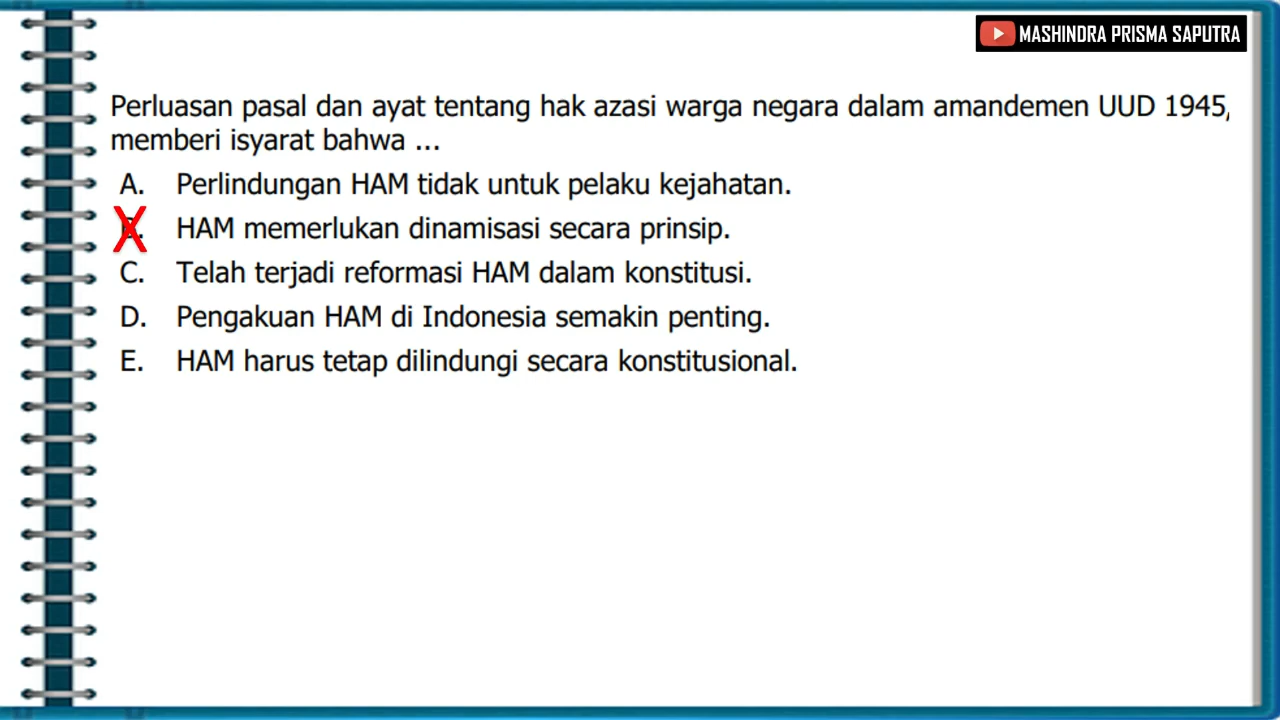 MASHINDRA PRISMA SAPUTRA
Perluasan pasal dan ayat tentang hak azasi warga negara dalam amandemen UUD 1945,
memberi isyarat bahwa ...
A. Perlindungan HAM tidak untuk pelaku kejahatan.
B. HAM memerlukan dinamisasi secara prinsip.
C. Telah terjadi reformasi HAM dalam konstitusi.
D. Pengakuan HAM di Indonesia semakin penting.
E. HAM harus tetap dilindungi secara konstitusional.